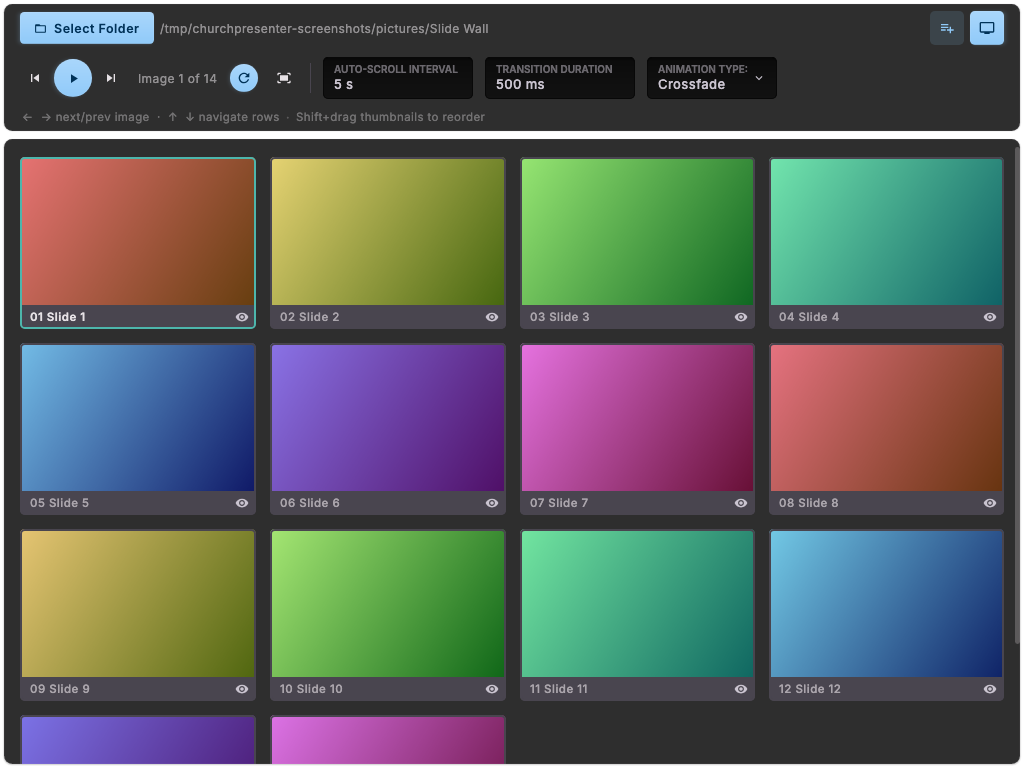 Select Folder /tmp/churchpresenter-screenshots/pictures/Slide Wall
Image 1 of 14
AUTO-SCROLL INTERVAL
5 s
TRANSITION DURATION
500 ms
ANIMATION TYPE:
Crossfade
← → next/prev image · ↑ ↓ navigate rows · Shift+drag thumbnails to reorder
01 Slide 1
02 Slide 2
03 Slide 3
04 Slide 4
05 Slide 5
06 Slide 6
07 Slide 7
08 Slide 8
09 Slide 9
10 Slide 10
11 Slide 11
12 Slide 12